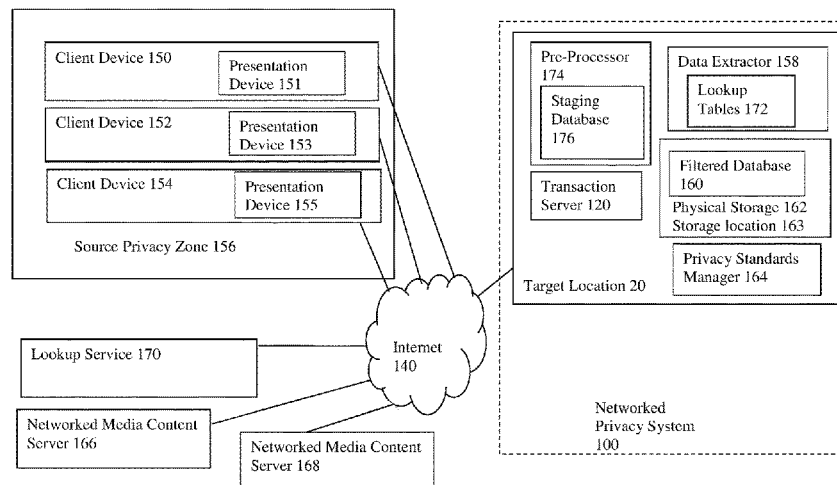 Client Device 150
Presentation
Device 151
Client Device 152
Presentation
Device 153
Client Device 154
Presentation
Device 155
Source Privacy Zone 156
Pre-Processor
174
Staging
Database
176
Data Extractor 158
Lookup
Tables 172
Filtered Database
160
Physical Storage 162
Storage location 163
Transaction
Server 120
Privacy Standards
Manager 164
Target Location 20
Internet
140
Lookup Service 170
Networked Media Content
Server 166
Networked Media Content
Server 168
Networked
Privacy System
100